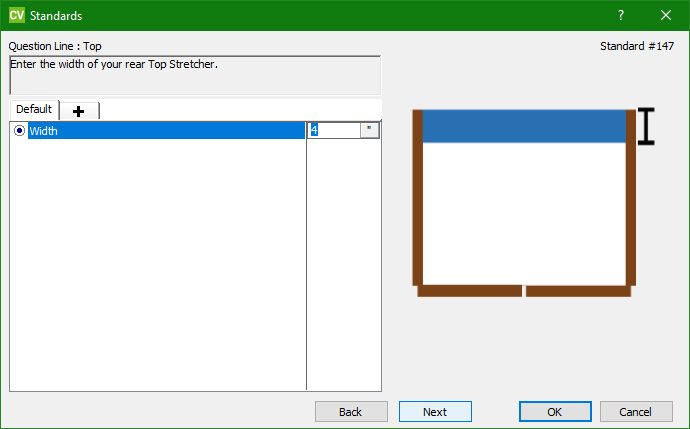 CV Standards ?
Question Line : Top Standard #147
Enter the width of your rear Top Stretcher.
Default
Width 4 "
Back Next OK Cancel